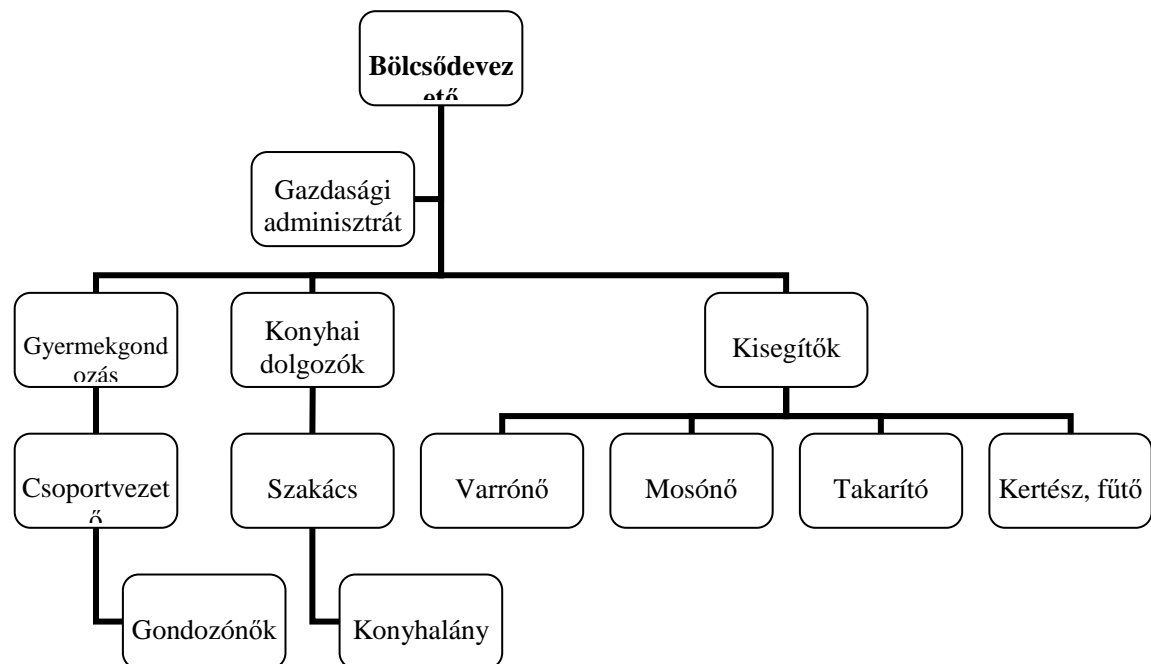 Bölcsődevez
ető
Gazdasági
adminisztrát
Gyermekgond
ozás
Konyhai
dolgozók
Kisegítők
Csoportvezet
ő
Szakács
Varrónő
Mosónő
Takarító
Kertész, fűtő
Gondozónők
Konyhalány